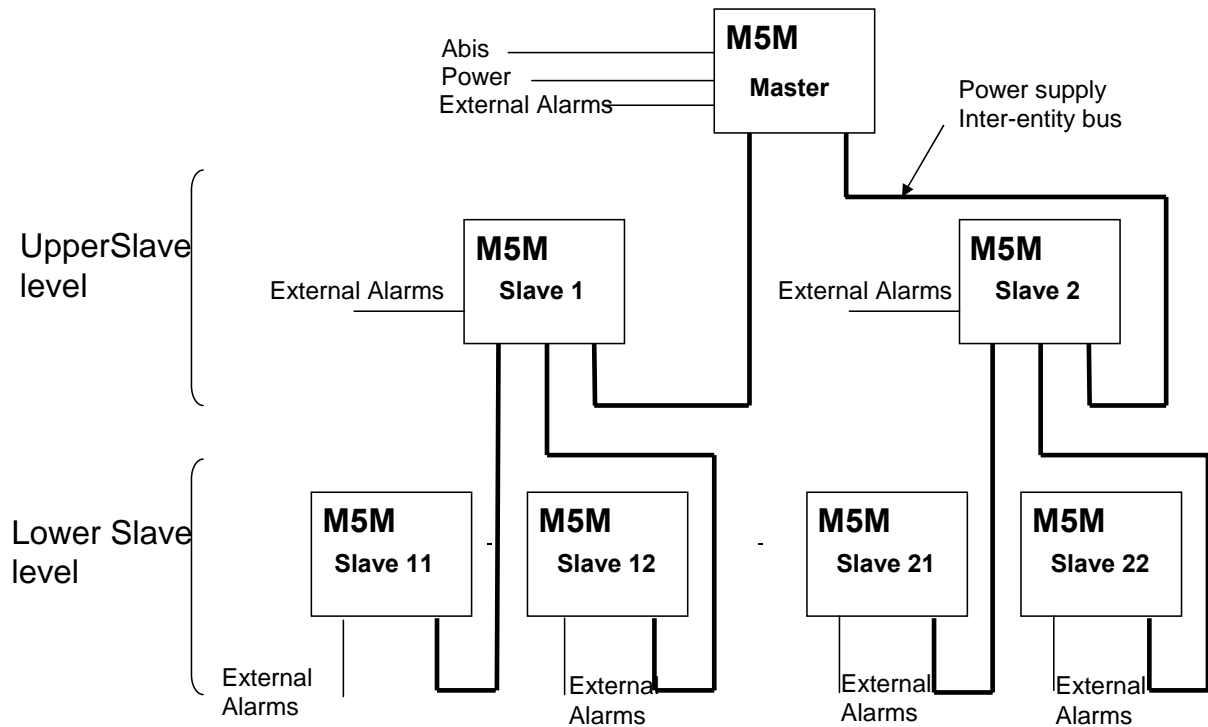 M5M
Master
Abis
Power
External Alarms
Power supply
Inter-entity bus
UpperSlave
level
M5M
Slave 1
External Alarms
M5M
Slave 2
External Alarms
Lower Slave
level
M5M
Slave 11
-
M5M
Slave 12
-
M5M
Slave 21
M5M
Slave 22
External
Alarms
External
Alarms
External
Alarms
External
Alarms